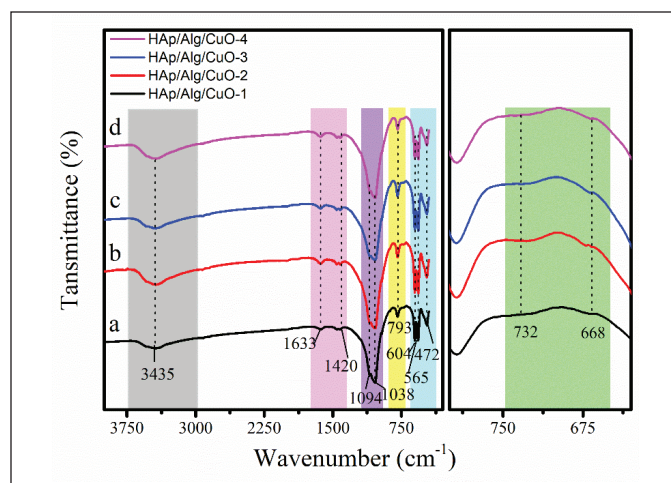 HAp/Alg/CuO-4
HAp/Alg/CuO-3
HAp/Alg/CuO-2
HAp/Alg/CuO-1
Tansmittance (%)
d
c
b
a
3435
1633
1420
1094
1038
793
604
565
472
732
668
3750 3000 2250 1500 750 750 675
Wavenumber (cm⁻¹)